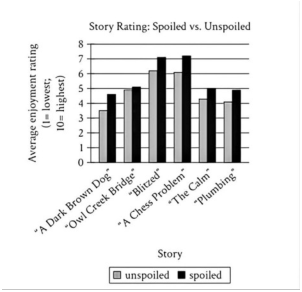 Story Rating: Spoiled vs. Unspoiled
Average enjoyment rating
(1= lowest;
10= highest)
8
7
6
5
4
3
2
1
0
"A Dark Brown Dog"
"Owl Creek Bridge"
"Blitzed"
"A Chess Problem"
"The Calm"
"Plumbing"
Story
unspoiled spoiled